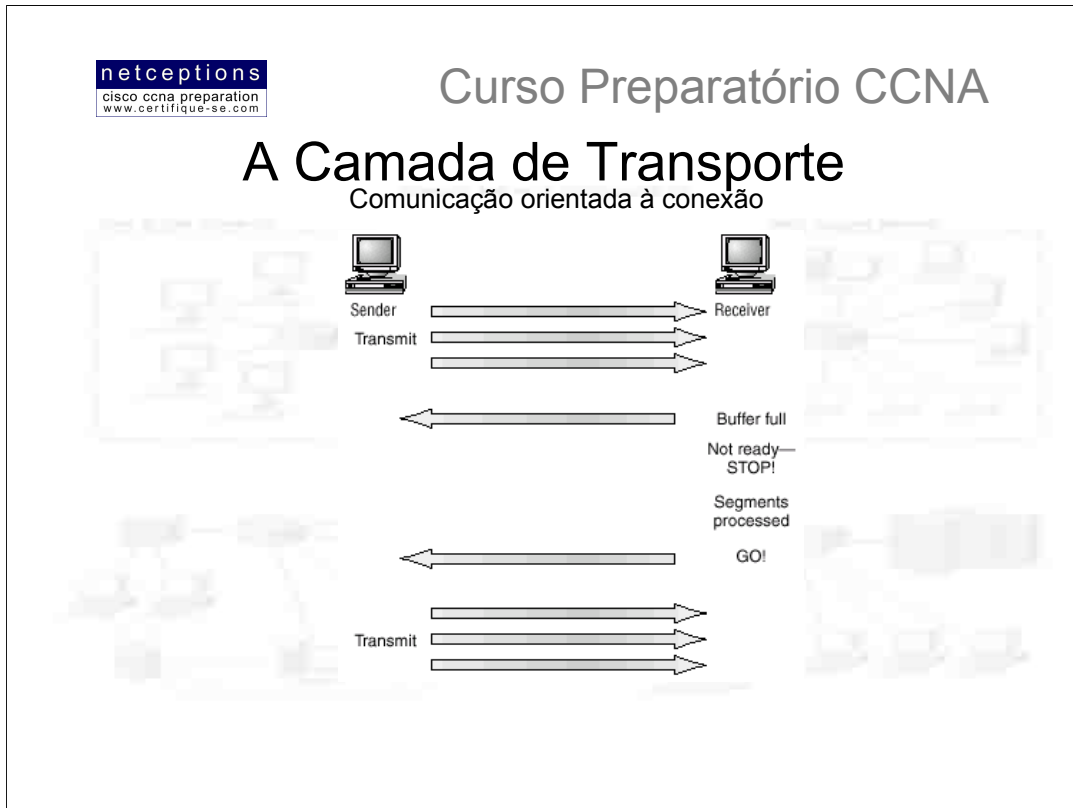 netceptions
cisco ccna preparation
www.certifique-se.com
Curso Preparatório CCNA
A Camada de Transporte
Comunicação orientada à conexão
Sender
Receiver
Transmit
Buffer full
Not ready—
STOP!
Segments
processed
GO!
Transmit